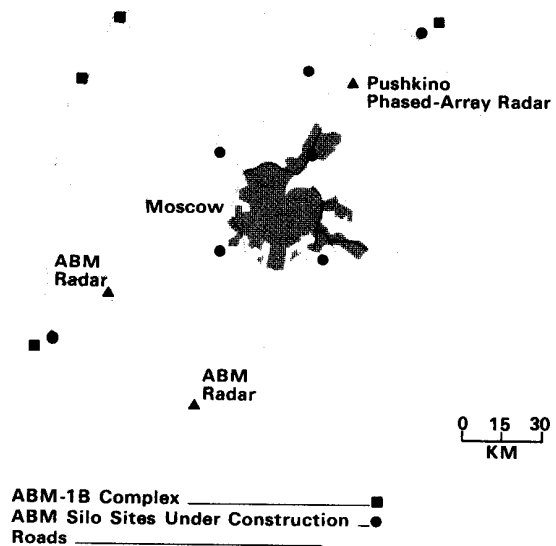 Pushkino
Phased-Array Radar
Moscow
ABM
Radar
ABM
Radar
0 15 30
KM
ABM-1B Complex
ABM Silo Sites Under Construction
Roads